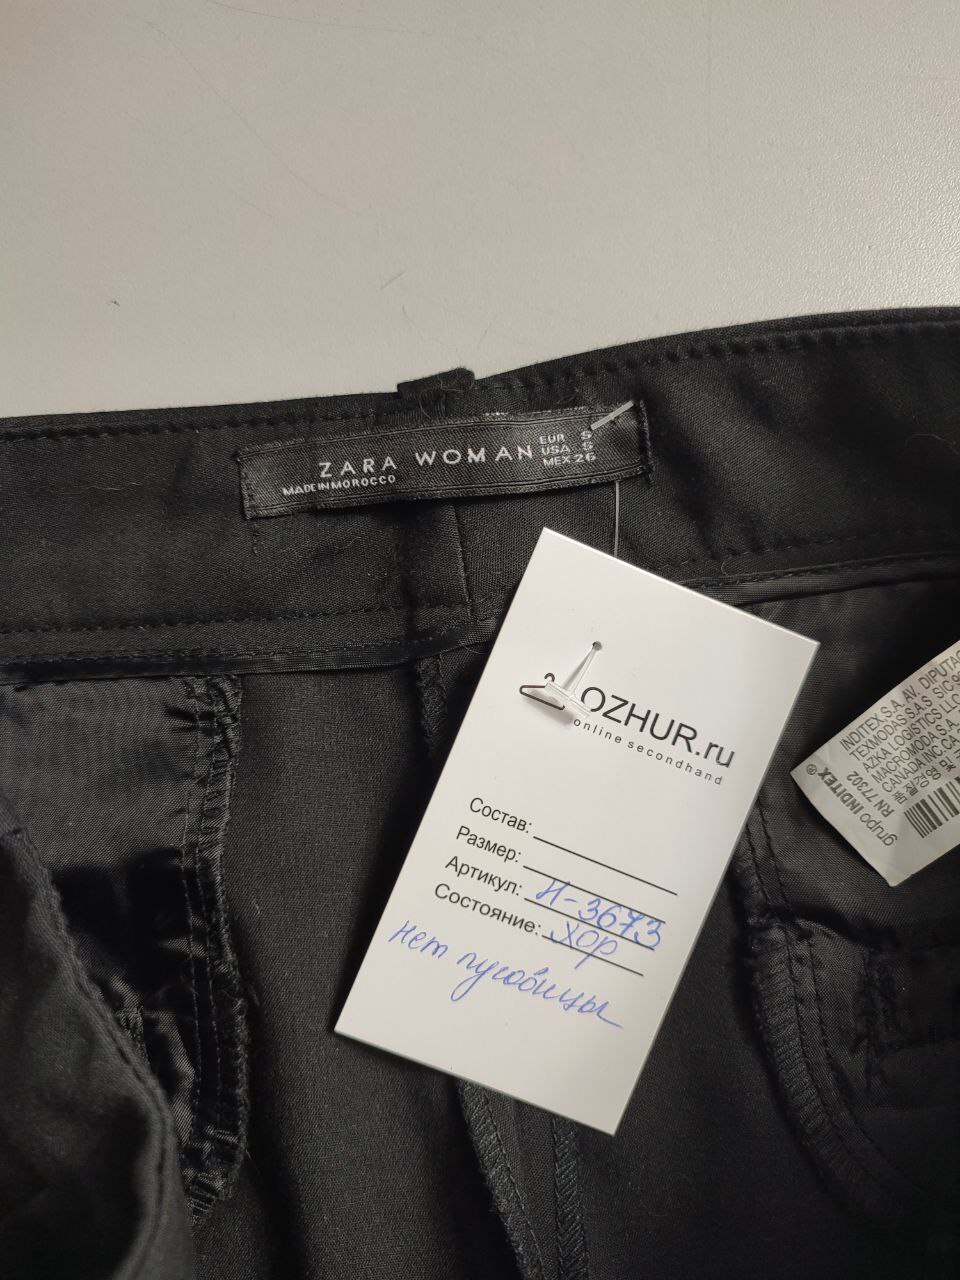 ZARA WOMAN
MADE IN MOROCCO
EUR S
USA S
MEX 26
OZHUR.ru
online secondhand
Состав:
Размер:
Артикул: Н-3673
Состояние: хор
нет пуговицы
grupo INDITEX®
RN 77302
INDITEX S.A. AV. DIPUTAC
TEXMODAS S.A.S S/C 90
AZKA LOGISTICS LLC
MACROMODA S.A.
CANADA INC.